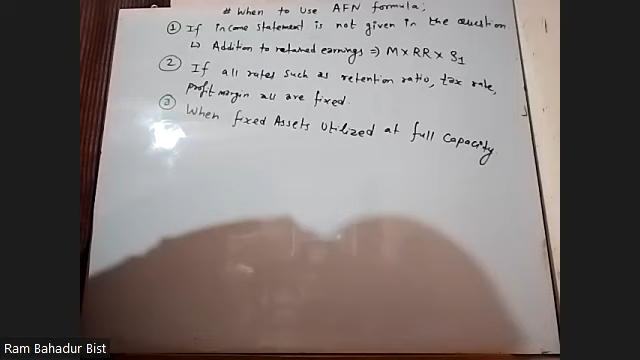 # When to Use AFN formula;
① If income statement is not given in the question
↳ Addition to retained earnings ⇒ M × RR × S1
② If all rates such as retention ratio, tax rate,
profit margin all are fixed.
③ When fixed Assets Utilized at full Capacity.
Ram Bahadur Bist